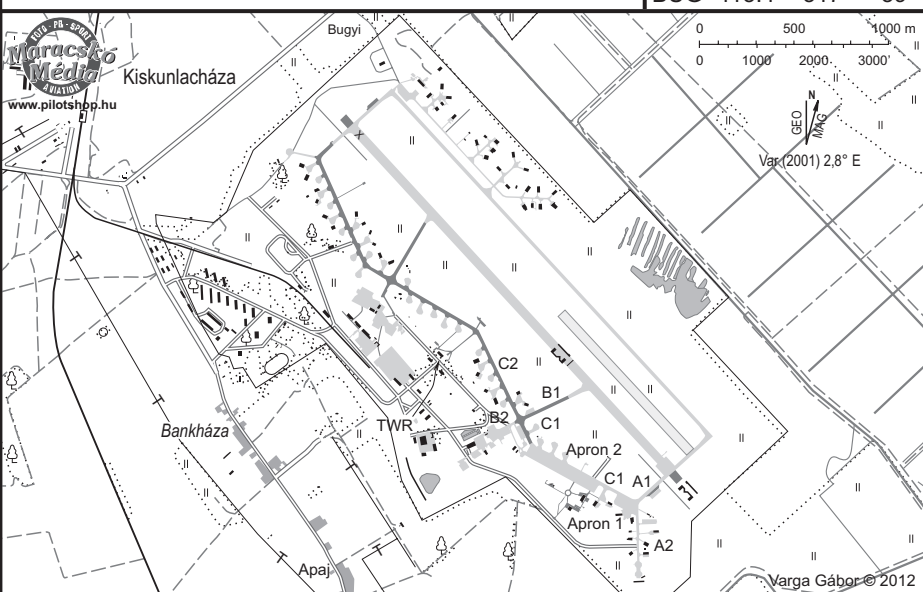 Bugyi
0 500 1000 m
0 1000 2000 3000'
FOTO - PR - SPORT
Maracskó
Média
AVIATION
www.pilotshop.hu
Kiskunlacháza
GEO
N
MAG
Var (2001) 2,8° E
X
C2
B1
B2
C1
TWR
Bankháza
Apron 2
C1
A1
Apron 1
A2
Apaj
Varga Gábor © 2012